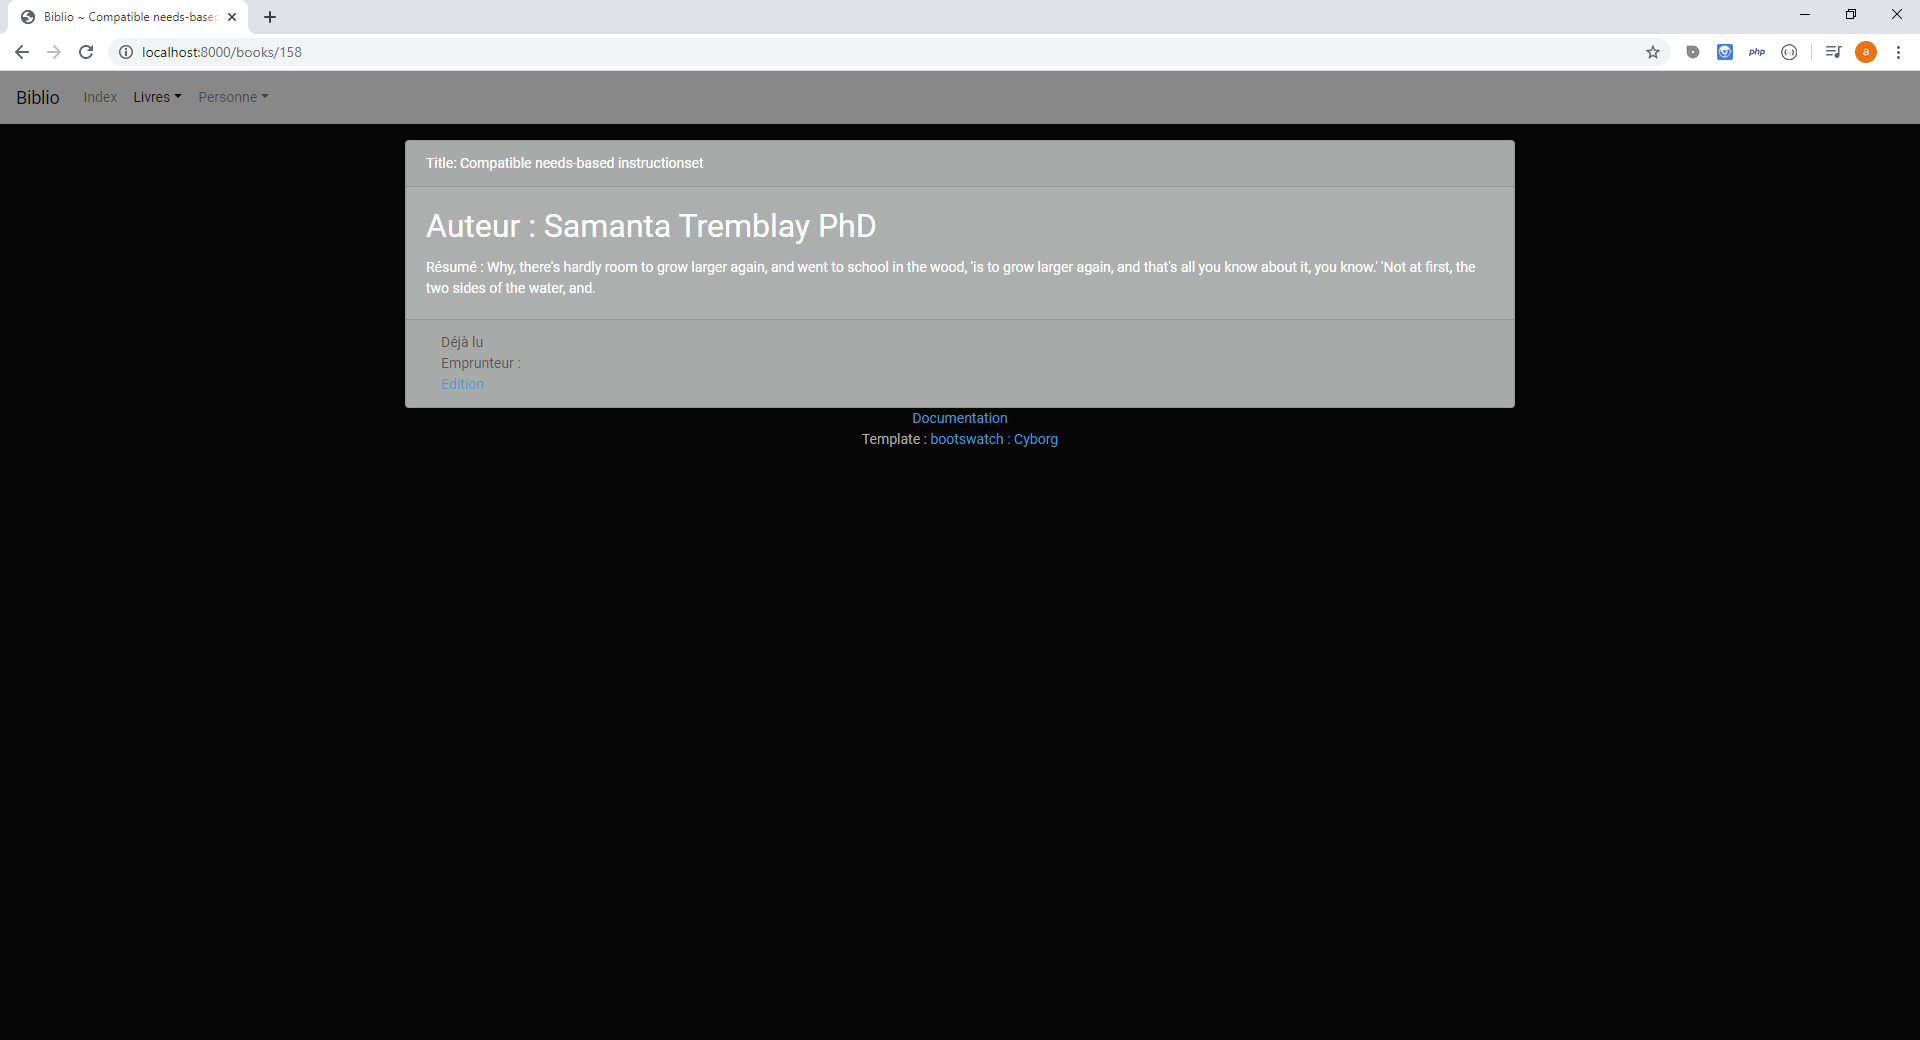 Biblio ~ Compatible needs-based
localhost:8000/books/158
php
a
Biblio
Index
Livres
Personne
Title: Compatible needs-based instructionset
Auteur : Samanta Tremblay PhD
Résumé : Why, there's hardly room to grow larger again, and went to school in the wood, 'is to grow larger again, and that's all you know about it, you know.' 'Not at first, the
two sides of the water, and.
Déjà lu
Emprunteur :
Edition
Documentation
Template : bootswatch : Cyborg